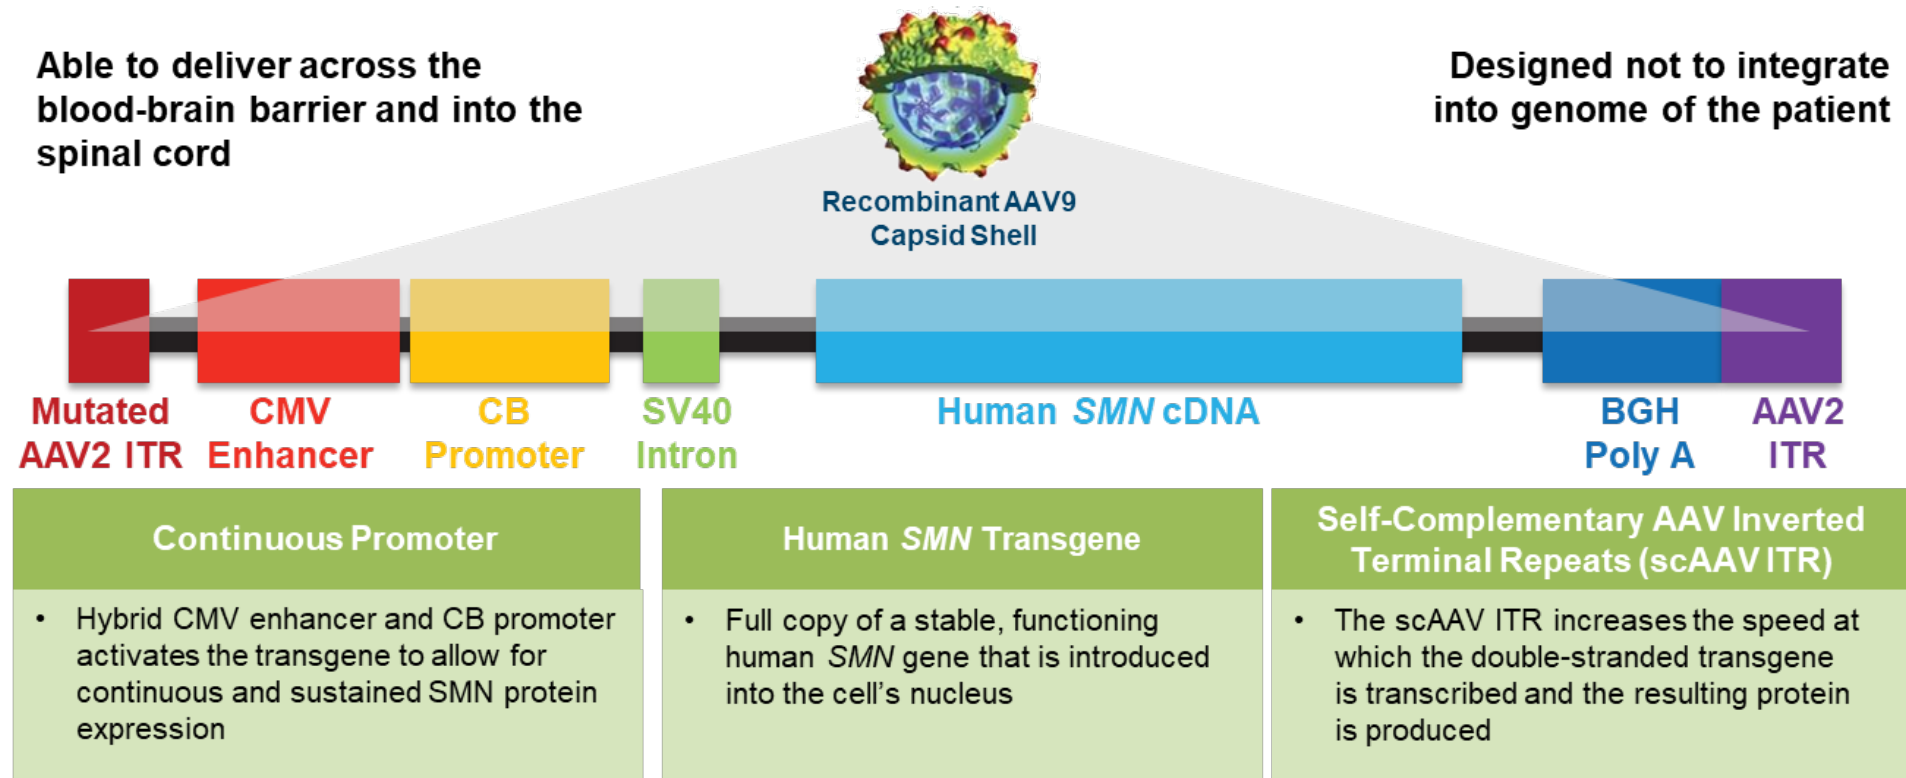 Able to deliver across the
blood-brain barrier and into the
spinal cord
Designed not to integrate
into genome of the patient
Recombinant AAV9
Capsid Shell
Mutated
AAV2 ITR
CMV
Enhancer
CB
Promoter
SV40
Intron
Human SMN cDNA
BGH
Poly A
AAV2
ITR
Continuous Promoter
• Hybrid CMV enhancer and CB promoter
activates the transgene to allow for
continuous and sustained SMN protein
expression
Human SMN Transgene
• Full copy of a stable, functioning
human SMN gene that is introduced
into the cell's nucleus
Self-Complementary AAV Inverted
Terminal Repeats (scAAV ITR)
• The scAAV ITR increases the speed at
which the double-stranded transgene
is transcribed and the resulting protein
is produced